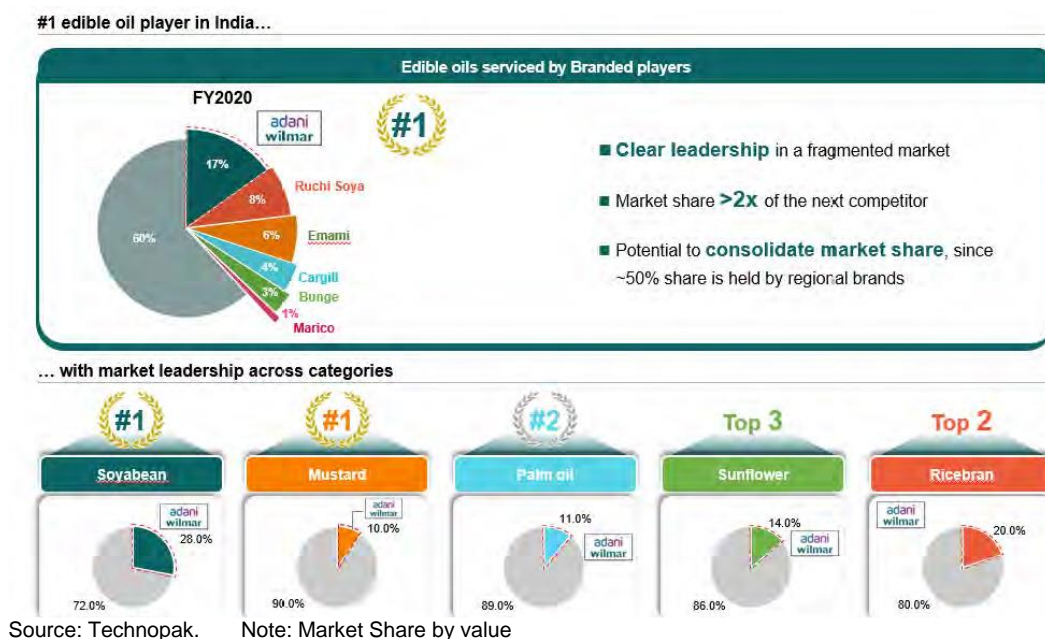 #1 edible oil player in India…
Edible oils serviced by Branded players
FY2020
adani
wilmar
#1
17%
Ruchi Soya
8%
6%
Emami
60%
4%
Cargill
3%
Bunge
1%
Marico
Clear leadership in a fragmented market
Market share >2x of the next competitor
Potential to consolidate market share, since
~50% share is held by regional brands
… with market leadership across categories
#1
#1
#2
Top 3
Top 2
Soyabean
Mustard
Palm oil
Sunflower
Ricebran
adani
wilmar
28.0%
72.0%
adani
wilmar
10.0%
90.0%
11.0%
adani
wilmar
89.0%
14.0%
adani
wilmar
86.0%
adani
wilmar
20.0%
80.0%
Source: Technopak. Note: Market Share by value